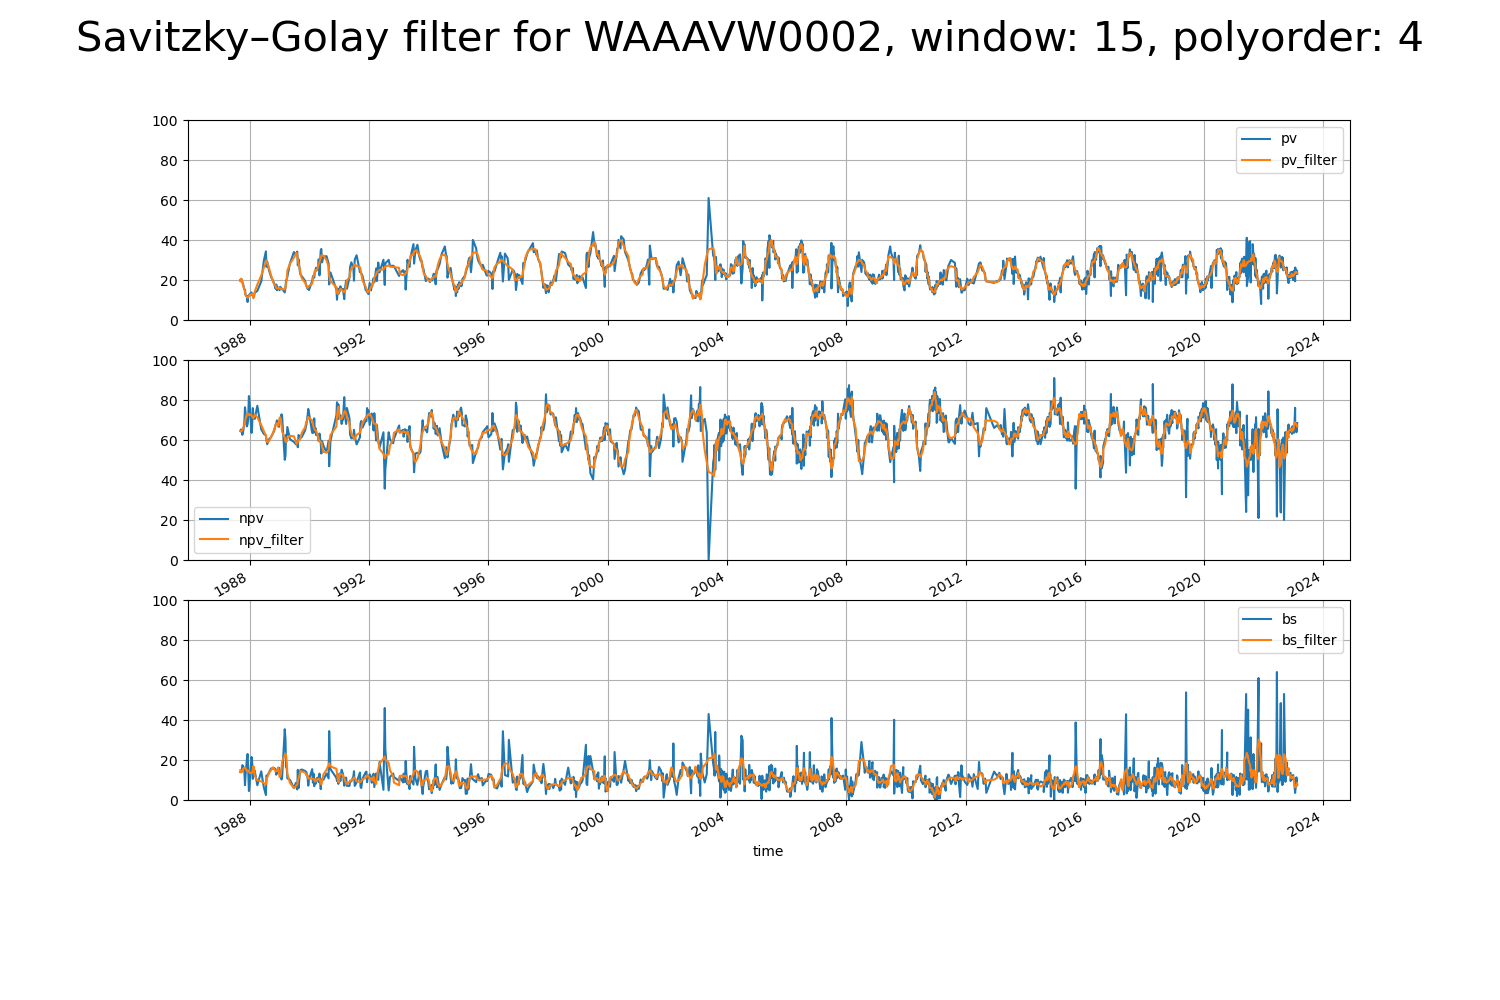 Savitzky–Golay filter for WAAAVW0002, window: 15, polyorder: 4
100
80
60
40
20
0
pv
pv_filter
1988 1992 1996 2000 2004 2008 2012 2016 2020 2024
100
80
60
40
20
0
npv
npv_filter
1988 1992 1996 2000 2004 2008 2012 2016 2020 2024
100
80
60
40
20
0
bs
bs_filter
1988 1992 1996 2000 2004 2008 2012 2016 2020 2024
time